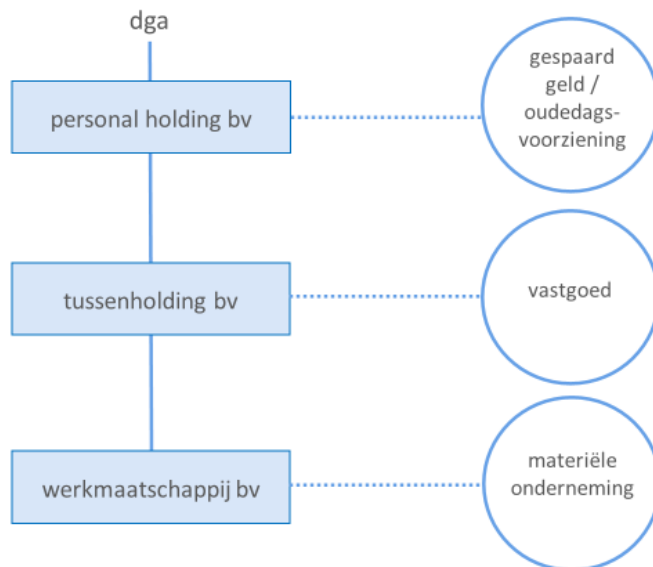 dga
personal holding bv
gespaard
geld /
oudedags-
voorziening
tussenholding bv
vastgoed
werkmaatschappij bv
materiële
onderneming